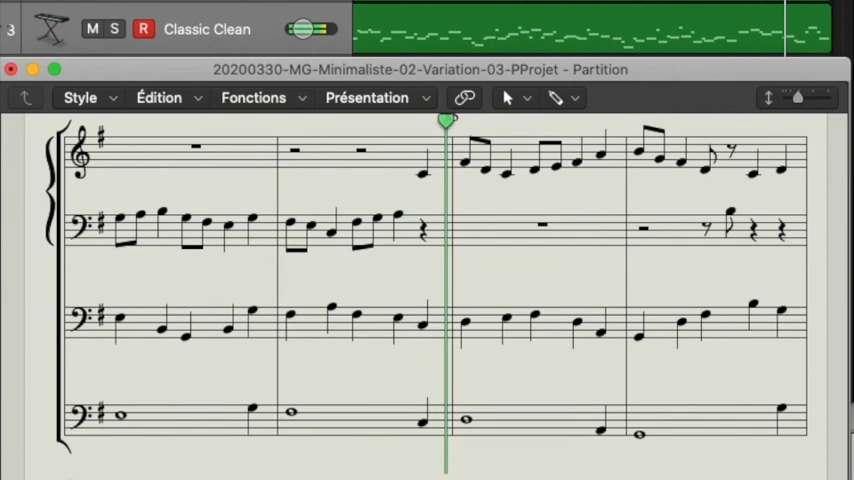 3 M S R Classic Clean
20200330-MG-Minimaliste-02-Variation-03-PProjet - Partition
Style Édition Fonctions Présentation